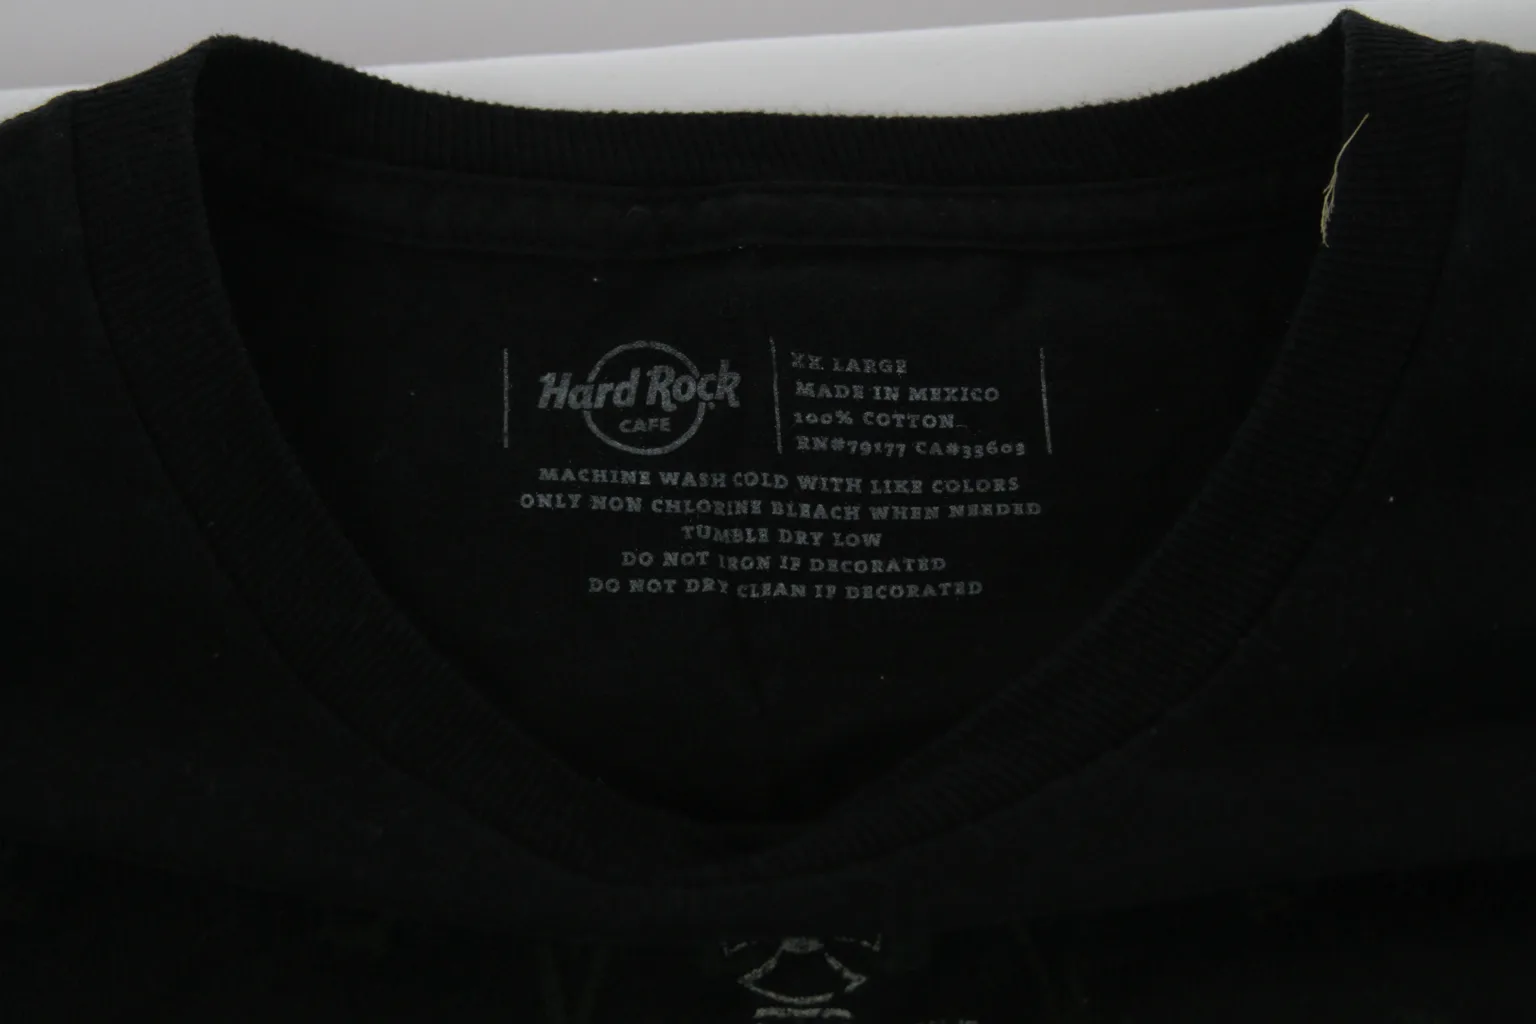 Hard Rock
CAFE
XX LARGE
MADE IN MEXICO
100% COTTON
RN#79177 CA#33603
MACHINE WASH COLD WITH LIKE COLORS
ONLY NON CHLORINE BLEACH WHEN NEEDED
TUMBLE DRY LOW
DO NOT IRON IF DECORATED
DO NOT DRY CLEAN IF DECORATED